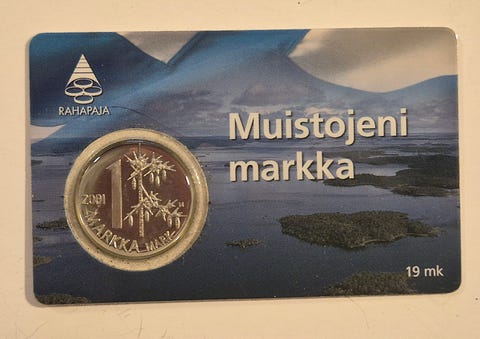 RAHAPAJA
Muistojeni
markka
2001
1
MARKKA MARK
19 mk